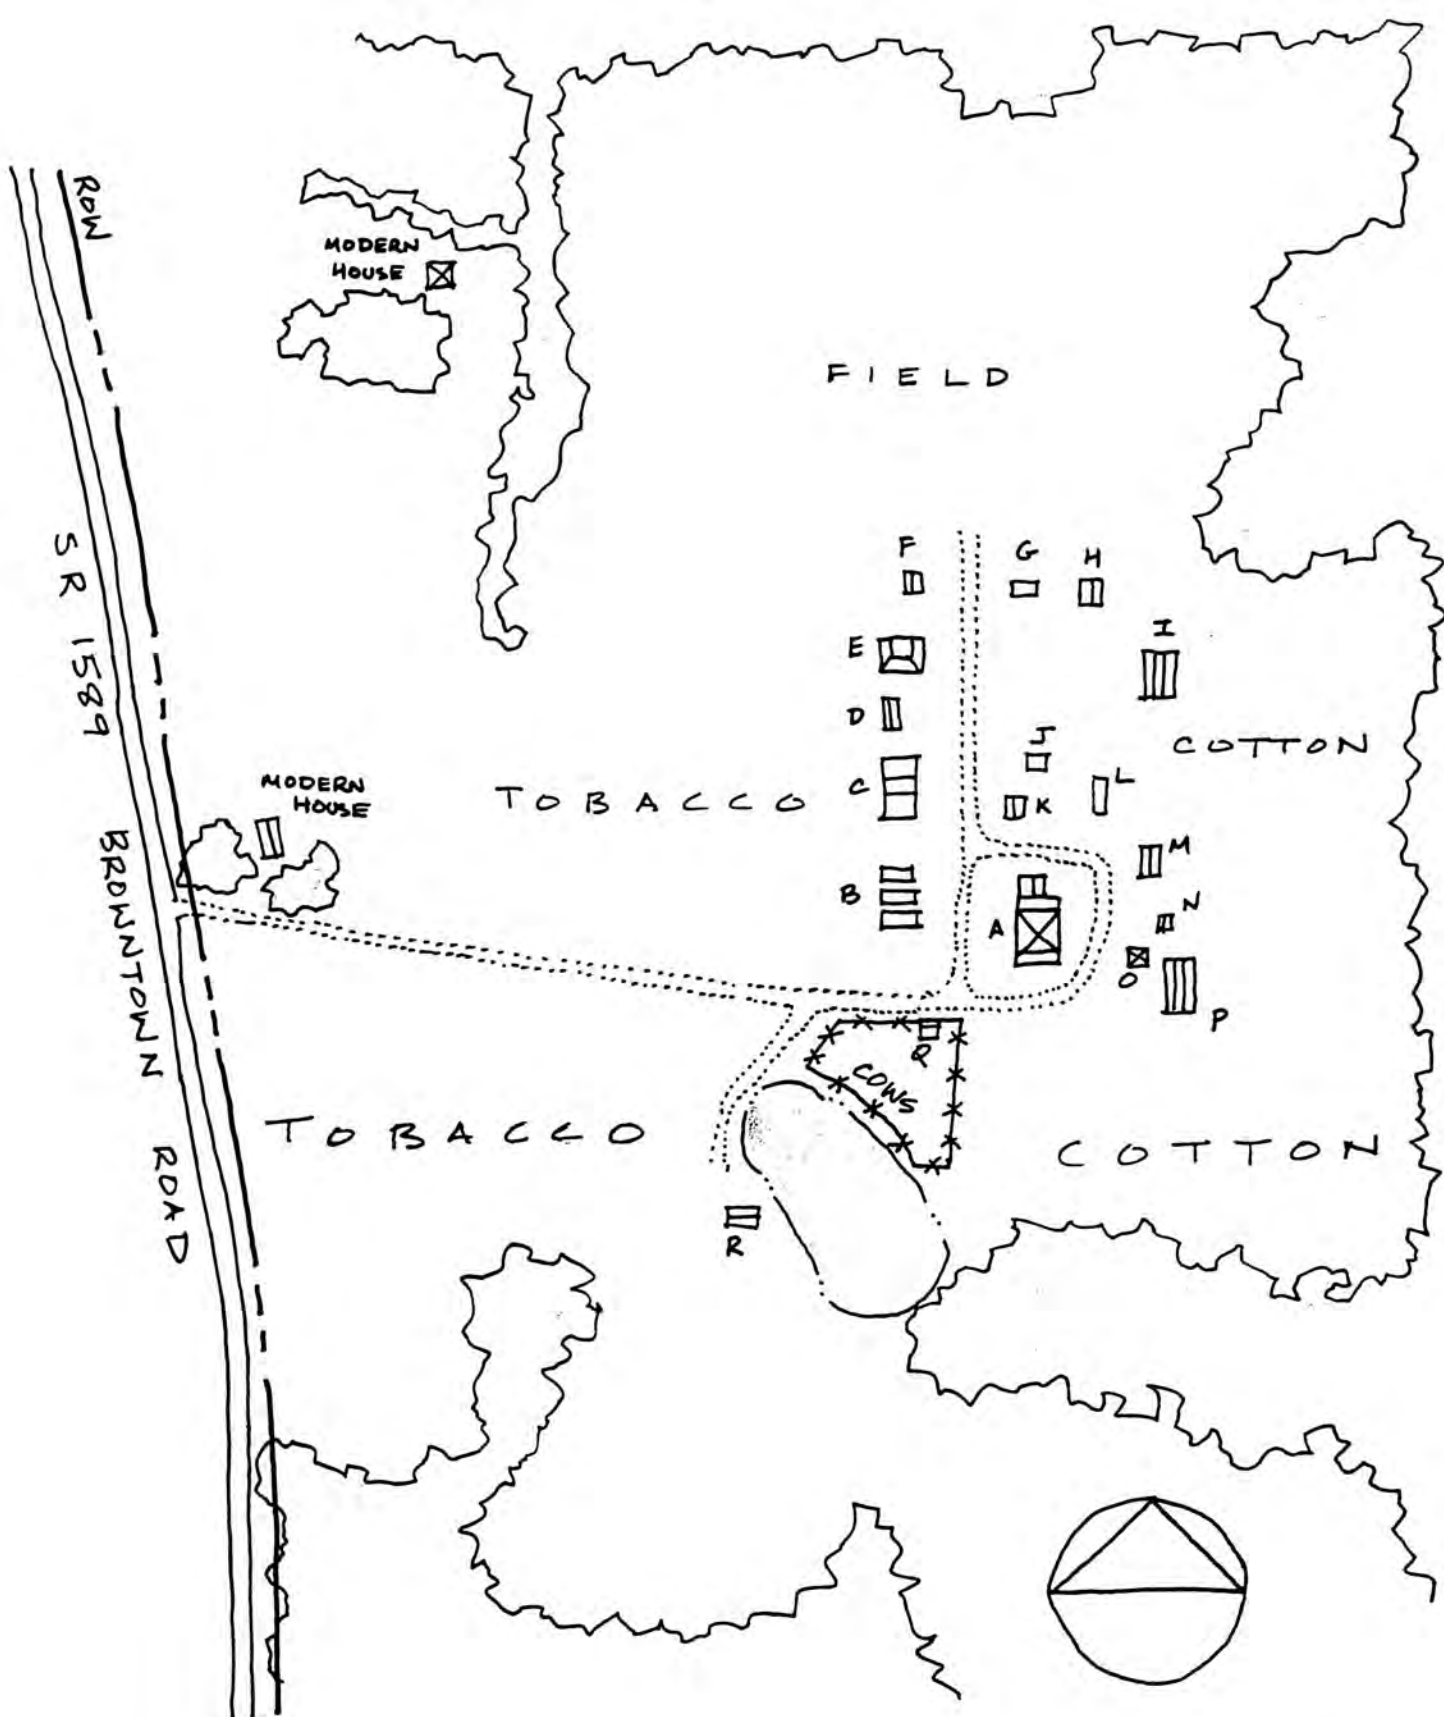 ROW
MODERN
HOUSE
FIELD
F
G
H
I
E
D
SR 1589
COTTON
J
L
MODERN
HOUSE
TOBACCO
C
K
M
B
N
A
BROWNTOWN ROAD
O
P
Q
COWS
TOBACCO
COTTON
R